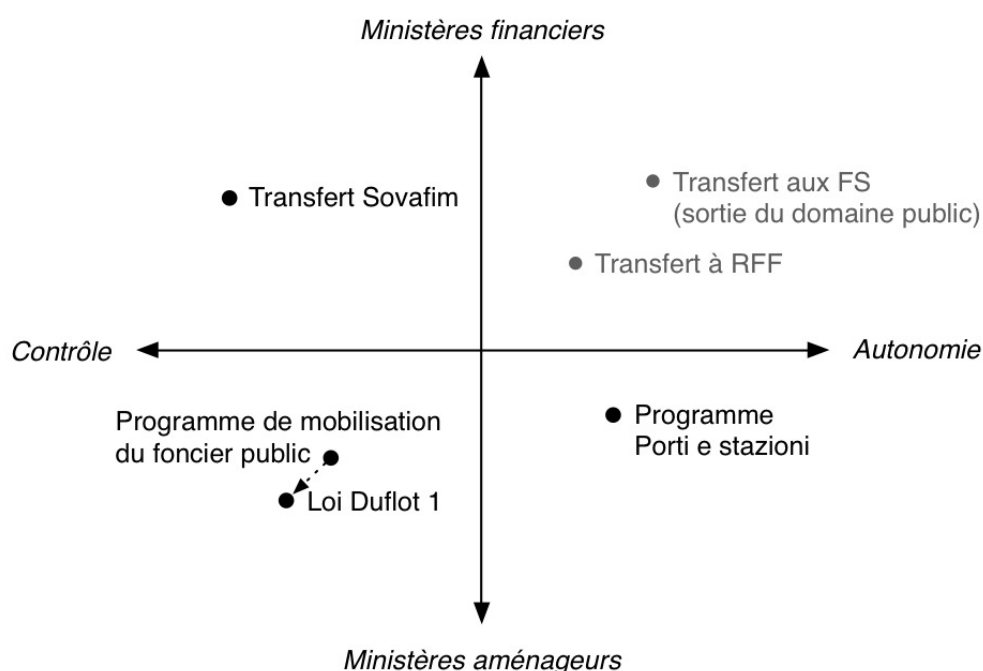 Ministères financiers
Transfert Sovafim
Transfert aux FS
(sortie du domaine public)
Transfert à RFF
Contrôle
Autonomie
Programme de mobilisation
du foncier public
Programme
Porti e stazioni
Loi Duflot 1
Ministères aménageurs